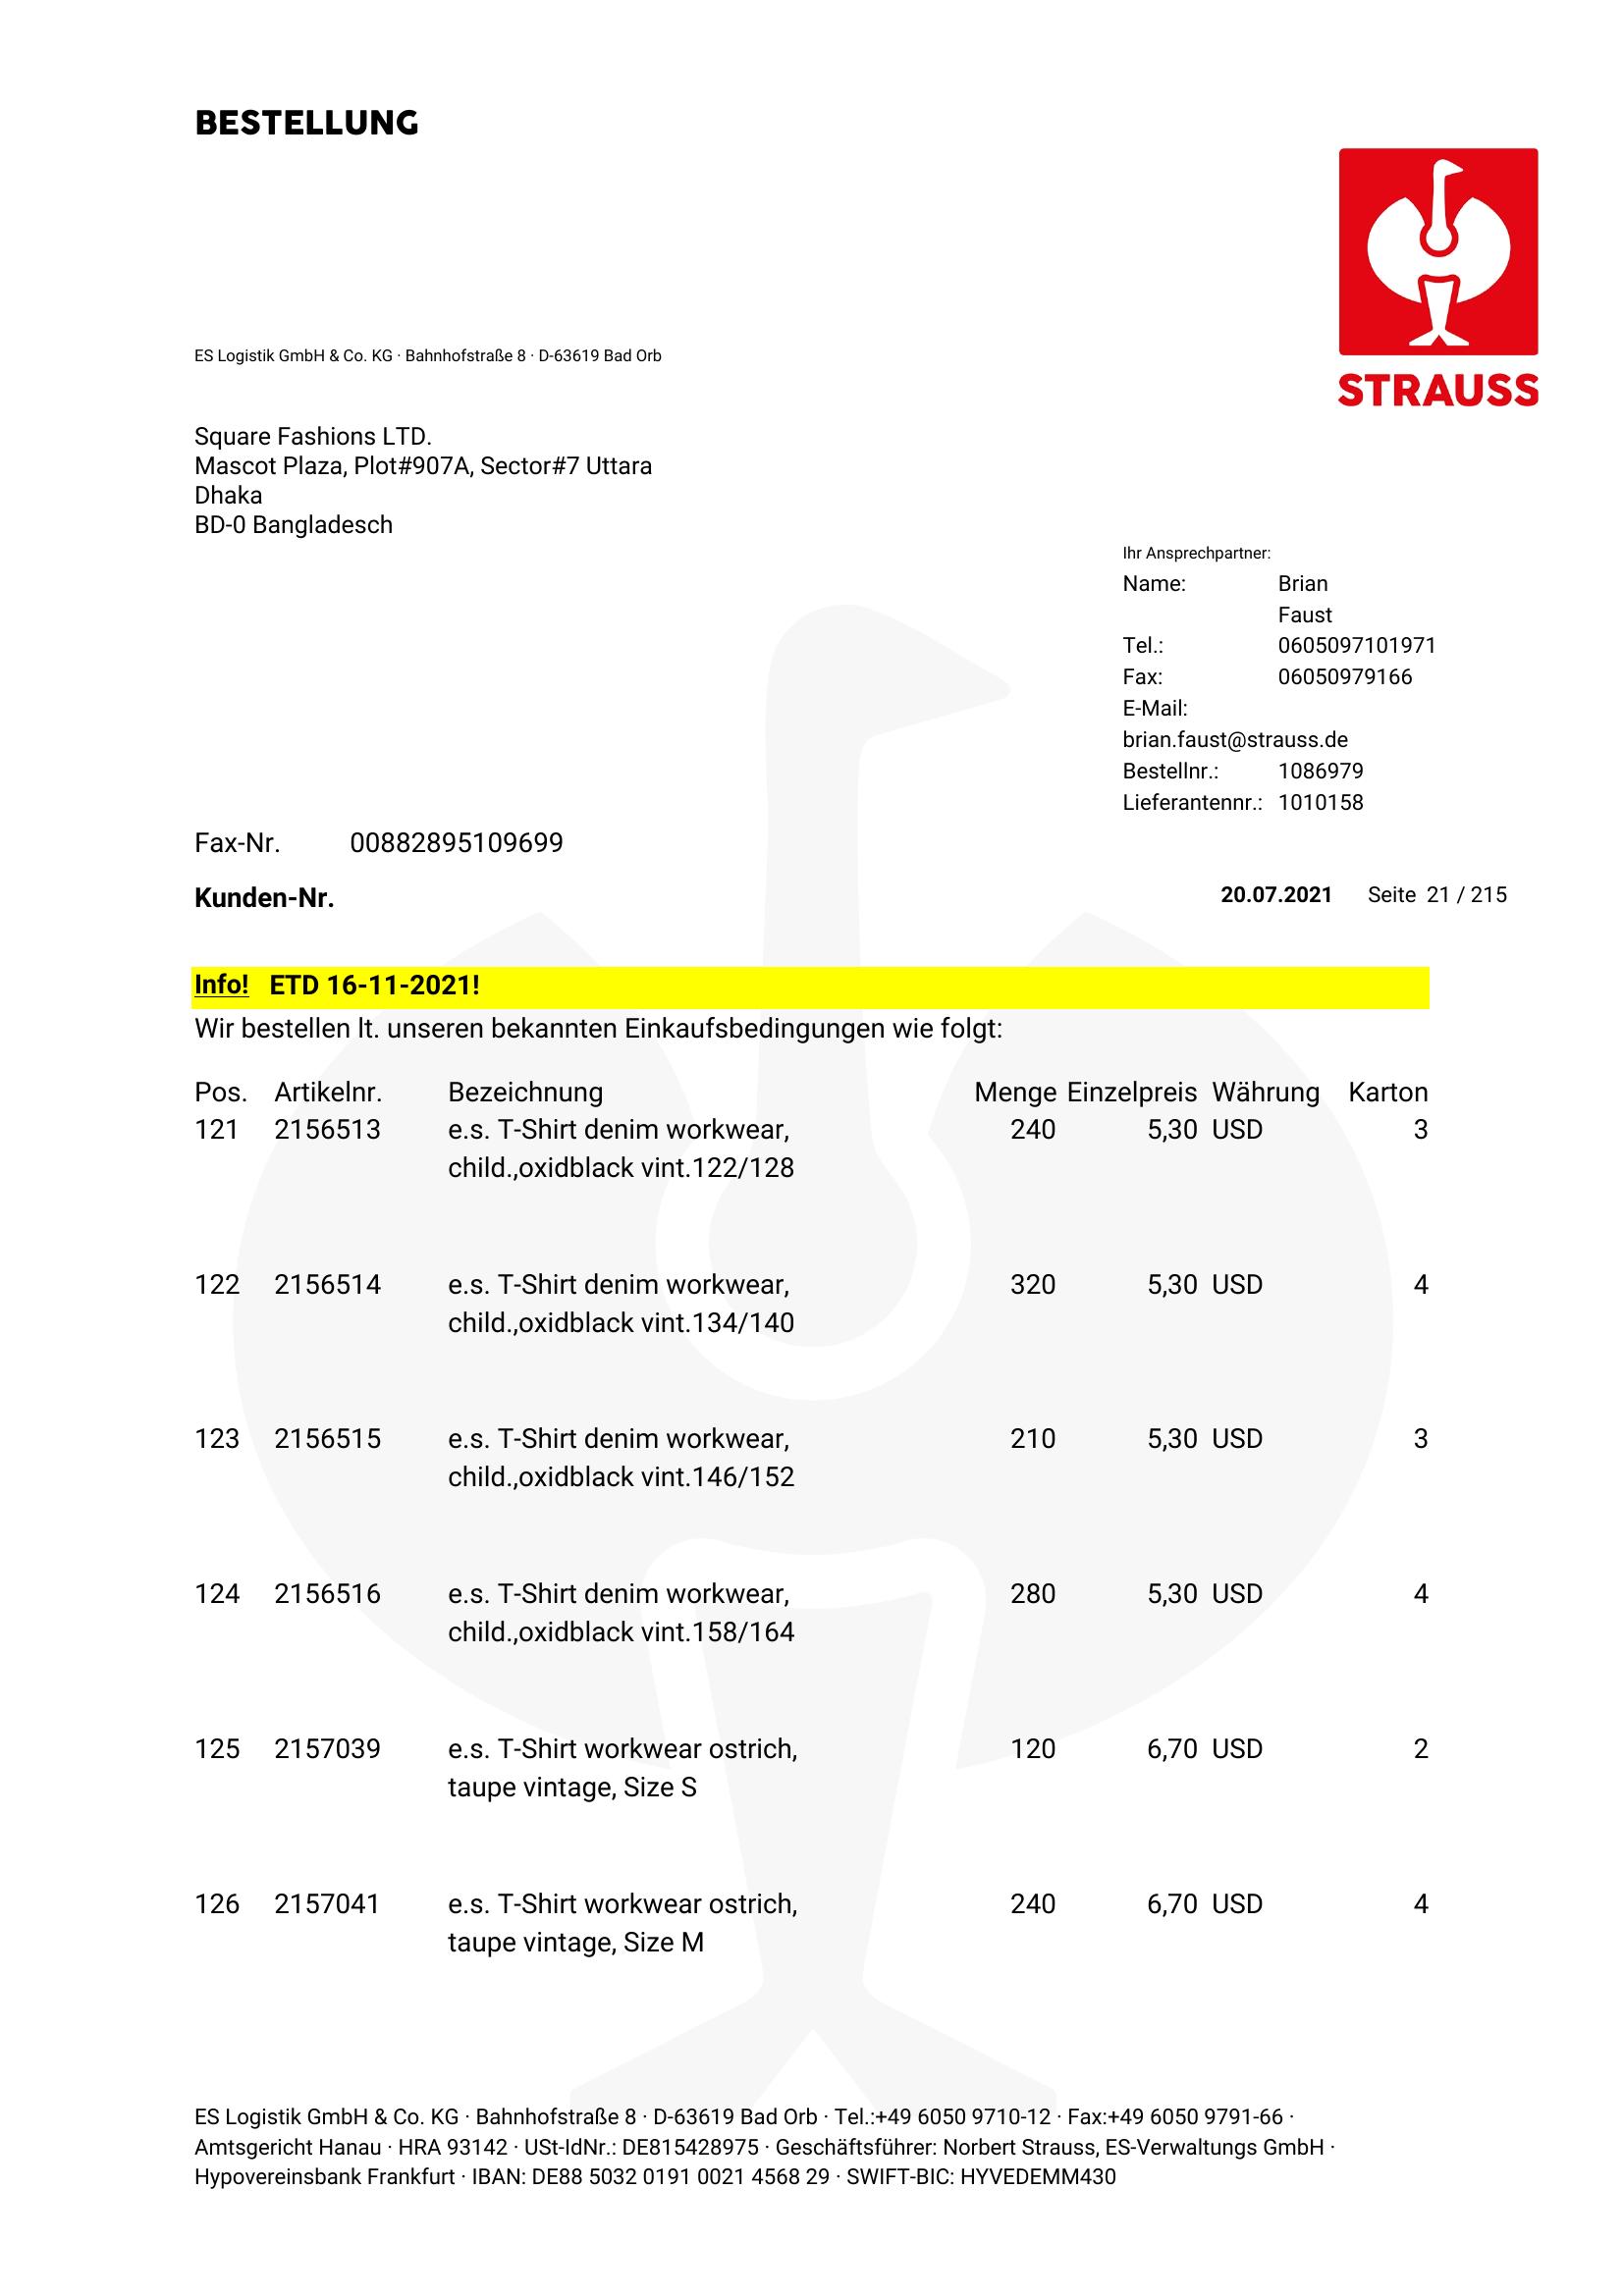 BESTELLUNG
STRAUSS
ES Logistik GmbH & Co. KG · Bahnhofstraße 8 · D-63619 Bad Orb
Square Fashions LTD.
Mascot Plaza, Plot#907A, Sector#7 Uttara
Dhaka
BD-0 Bangladesch
Ihr Ansprechpartner:
Name: Brian
Faust
Tel.: 0605097101971
Fax: 06050979166
E-Mail:
brian.faust@strauss.de
Bestellnr.: 1086979
Lieferantennr.: 1010158
Fax-Nr. 00882895109699
Kunden-Nr. 20.07.2021 Seite 21 / 215
Info! ETD 16-11-2021!
Wir bestellen lt. unseren bekannten Einkaufsbedingungen wie folgt:
Pos. Artikelnr. Bezeichnung Menge Einzelpreis Währung Karton
121 2156513 e.s. T-Shirt denim workwear, 240 5,30 USD 3
child.,oxidblack vint.122/128
122 2156514 e.s. T-Shirt denim workwear, 320 5,30 USD 4
child.,oxidblack vint.134/140
123 2156515 e.s. T-Shirt denim workwear, 210 5,30 USD 3
child.,oxidblack vint.146/152
124 2156516 e.s. T-Shirt denim workwear, 280 5,30 USD 4
child.,oxidblack vint.158/164
125 2157039 e.s. T-Shirt workwear ostrich, 120 6,70 USD 2
taupe vintage, Size S
126 2157041 e.s. T-Shirt workwear ostrich, 240 6,70 USD 4
taupe vintage, Size M
ES Logistik GmbH & Co. KG · Bahnhofstraße 8 · D-63619 Bad Orb · Tel.:+49 6050 9710-12 · Fax:+49 6050 9791-66 ·
Amtsgericht Hanau · HRA 93142 · USt-IdNr.: DE815428975 · Geschäftsführer: Norbert Strauss, ES-Verwaltungs GmbH ·
Hypovereinsbank Frankfurt · IBAN: DE88 5032 0191 0021 4568 29 · SWIFT-BIC: HYVEDEMM430